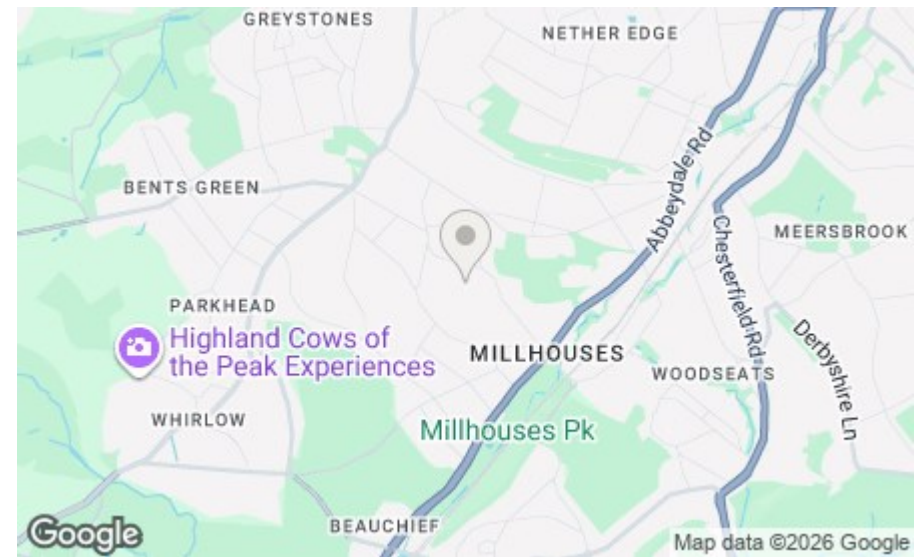 GREYSTONES
NETHER EDGE
Abbeydale Rd
BENTS GREEN
Chesterfield Rd
MEERSBROOK
PARKHEAD
Highland Cows of
the Peak Experiences
MILLHOUSES
Derbyshire Ln
WOODSEATS
WHIRLOW
Millhouses Pk
BEAUCHIEF
Google
Map data ©2026 Google